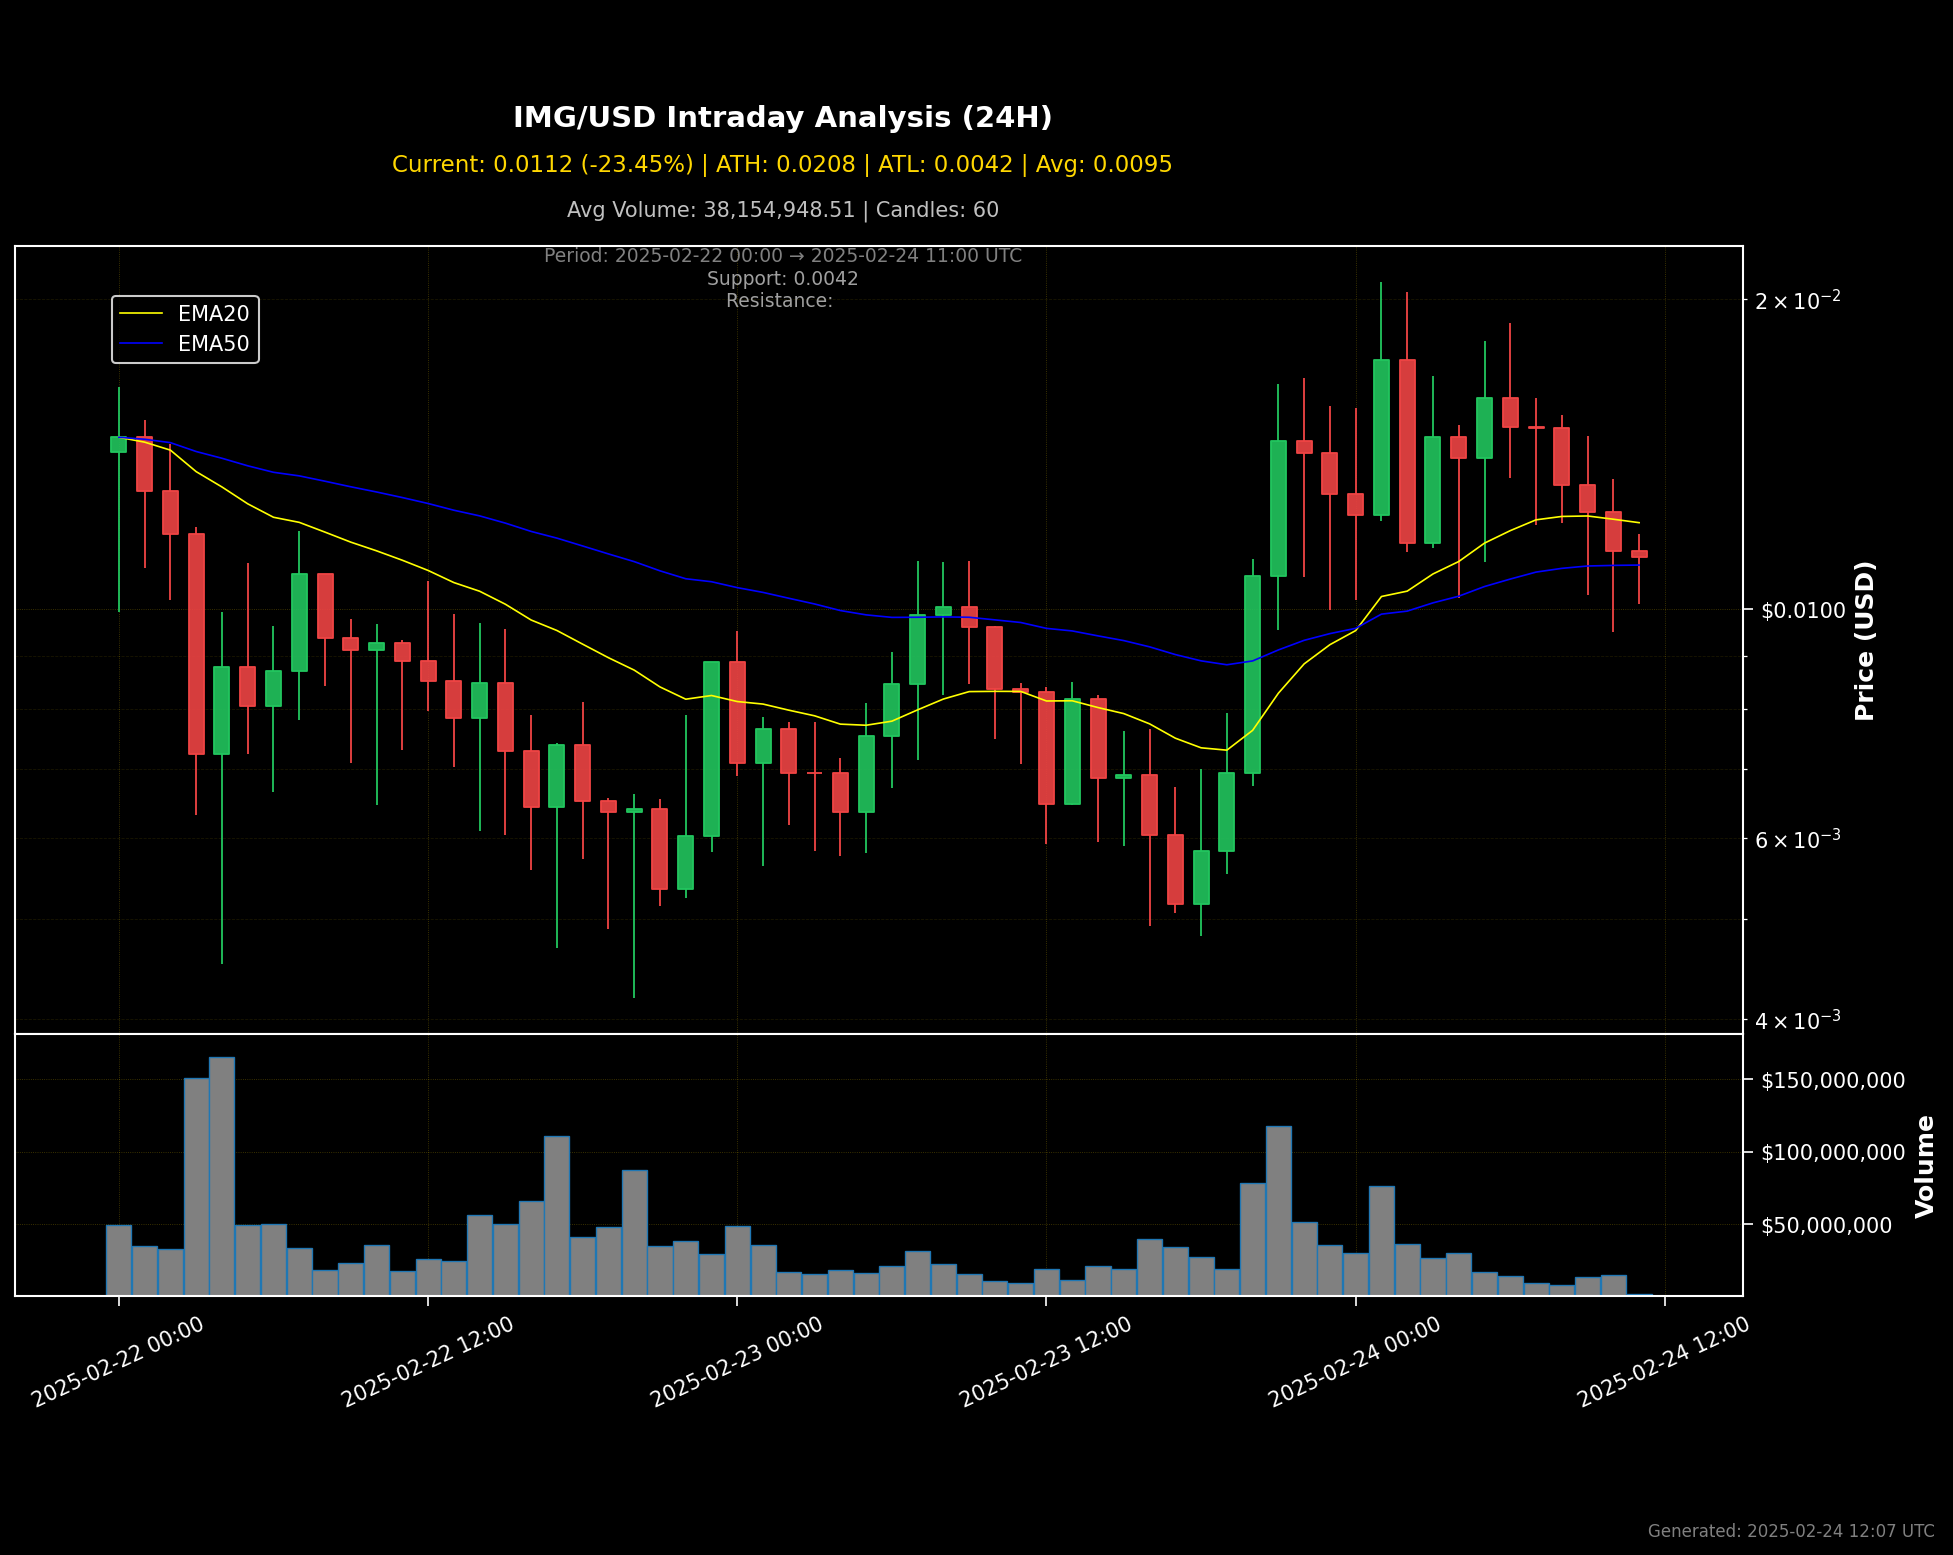 IMG/USD Intraday Analysis (24H)
Current: 0.0112 (-23.45%) | ATH: 0.0208 | ATL: 0.0042 | Avg: 0.0095
Avg Volume: 38,154,948.51 | Candles: 60
Period: 2025-02-22 00:00 → 2025-02-24 11:00 UTC
Support: 0.0042
Resistance:
EMA20
EMA50
2 × 10⁻²
$0.0100
6 × 10⁻³
4 × 10⁻³
Price (USD)
$150,000,000
$100,000,000
$50,000,000
Volume
2025-02-22 00:00
2025-02-22 12:00
2025-02-23 00:00
2025-02-23 12:00
2025-02-24 00:00
2025-02-24 12:00
Generated: 2025-02-24 12:07 UTC